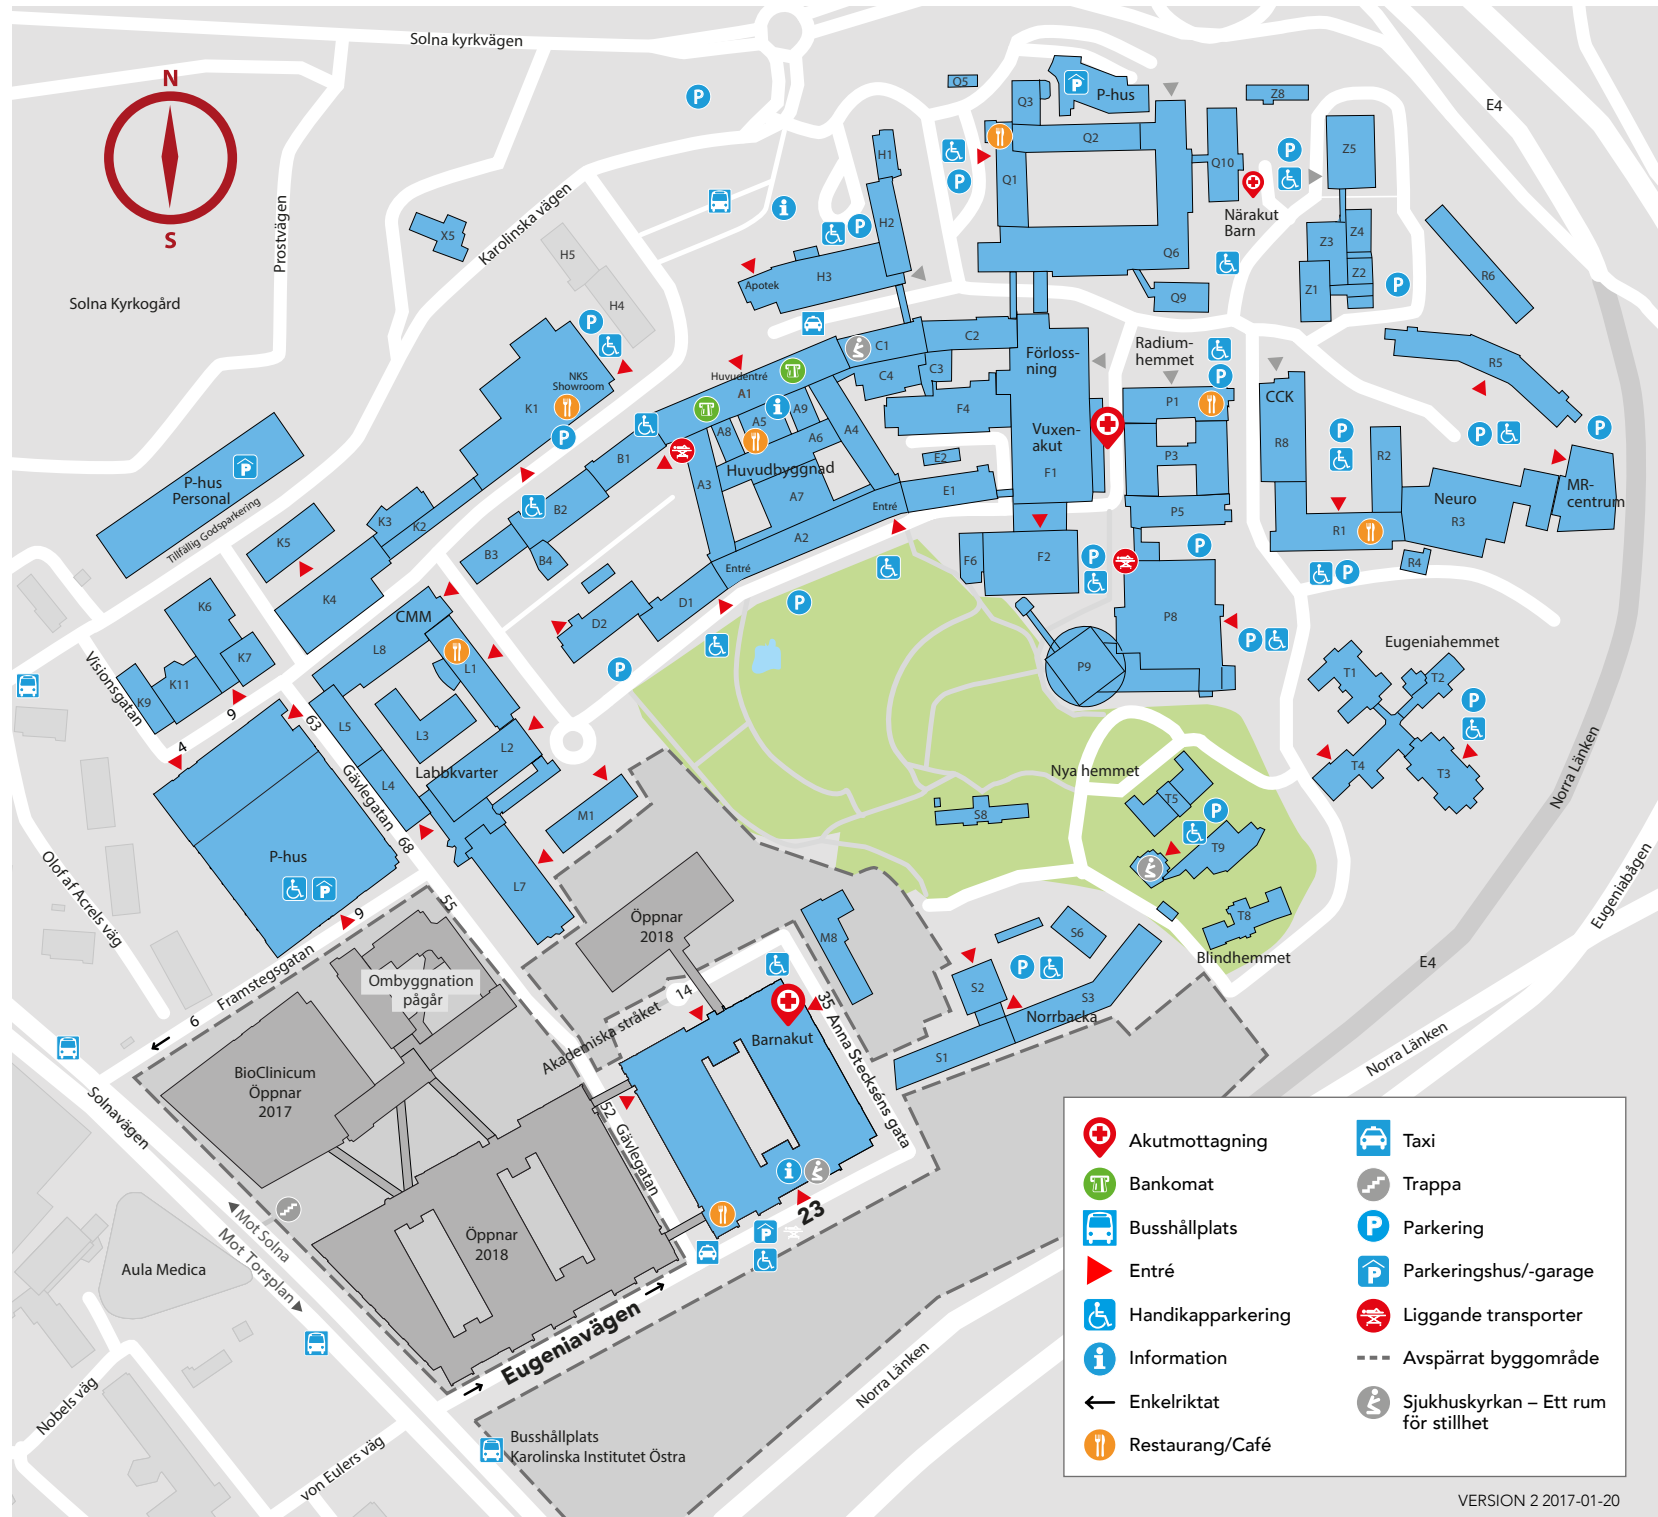 Solna kyrkvägen
N
S
Prostvägen
Karolinska vägen
Solna Kyrkogård
X5
H5
H4
P
i
H1
H2
H3
Apotek
Q5
Q3
P-hus
Q2
Q1
Q10
Q6
Q9
Z8
Z5
Närakut
Barn
Z3
Z4
Z2
Z1
R6
E4
R5
NKS
Showroom
K1
Huvudentré
A1
A5
A9
A8
A6
A4
A3
Huvudbyggnad
A7
A2
Entré
Entré
C1
C2
C3
C4
F4
E2
E1
Förloss-
ning
Vuxen-
akut
F1
F2
F6
Radium-
hemmet
P1
P3
P5
P8
P9
CCK
R8
R2
R1
Neuro
R3
R4
MR-
centrum
P-hus
Personal
Tillfällig Godsparkering
K5
K3
K2
K4
B1
B2
B3
B4
D1
D2
CMM
L8
L1
L5
L3
L2
L4
Labbkvarter
L7
M1
K6
K7
K11
K9
Visionsgatan
9
4
63
Gävlegatan
68
P-hus
55
9
Framstegsgatan
6
Olof af Acrels väg
Eugeniahemmet
T1
T2
T4
T3
Norra Länken
Nya hemmet
T5
T9
T8
Blindhemmet
S8
S6
S2
S3
Norrbacka
S1
E4
Eugeniabågen
Norra Länken
Öppnar
2018
M8
Ombyggnation
pågår
14
Akademiska stråket
35 Anna Steckséns gata
Barnakut
BioClinicum
Öppnar
2017
52 Gävlegatan
23
Öppnar
2018
Solnavägen
Mot Solna
Mot Torsplan
Aula Medica
Eugeniavägen
Nobels väg
von Eulers väg
Busshållplats
Karolinska Institutet Östra
Norra Länken
Akutmottagning
Bankomat
Busshållplats
Entré
Handikapparkering
Information
Enkelriktat
Restaurang/Café
Taxi
Trappa
Parkering
Parkeringshus/-garage
Liggande transporter
Avspärrat byggområde
Sjukhuskyrkan – Ett rum
för stillhet
VERSION 2 2017-01-20